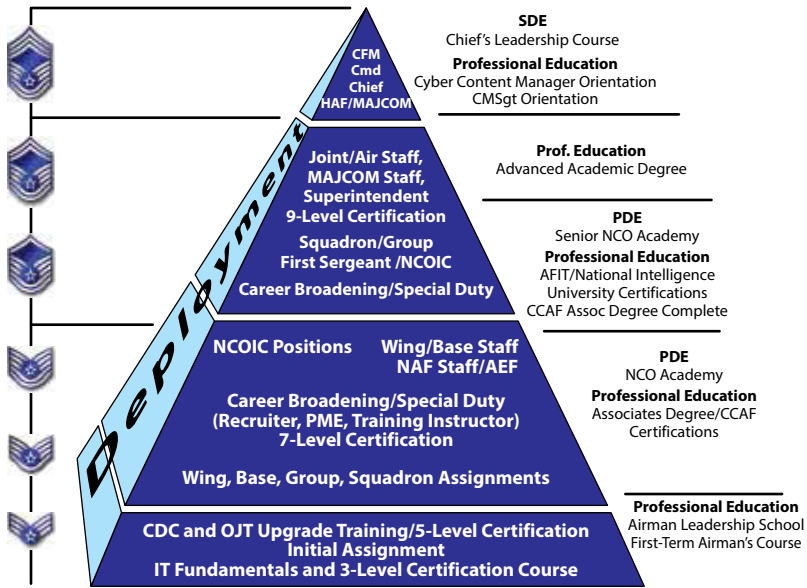 SDE
Chief's Leadership Course
Professional Education
Cyber Content Manager Orientation
CMSgt Orientation
CFM
Cmd
Chief
HAF/MAJCOM
Prof. Education
Advanced Academic Degree
Joint/Air Staff,
MAJCOM Staff,
Superintendent
9-Level Certification
Squadron/Group
First Sergeant /NCOIC
Career Broadening/Special Duty
PDE
Senior NCO Academy
Professional Education
AFIT/National Intelligence
University Certifications
CCAF Assoc Degree Complete
Deployment
NCOIC Positions
Wing/Base Staff
NAF Staff/AEF
Career Broadening/Special Duty
(Recruiter, PME, Training Instructor)
7-Level Certification
Wing, Base, Group, Squadron Assignments
PDE
NCO Academy
Professional Education
Associates Degree/CCAF
Certifications
CDC and OJT Upgrade Training/5-Level Certification
Initial Assignment
IT Fundamentals and 3-Level Certification Course
Professional Education
Airman Leadership School
First-Term Airman's Course